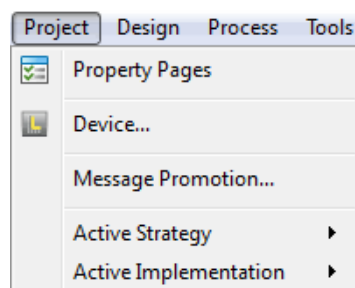 Project Design Process Tools
Property Pages
Device...
Message Promotion...
Active Strategy
Active Implementation